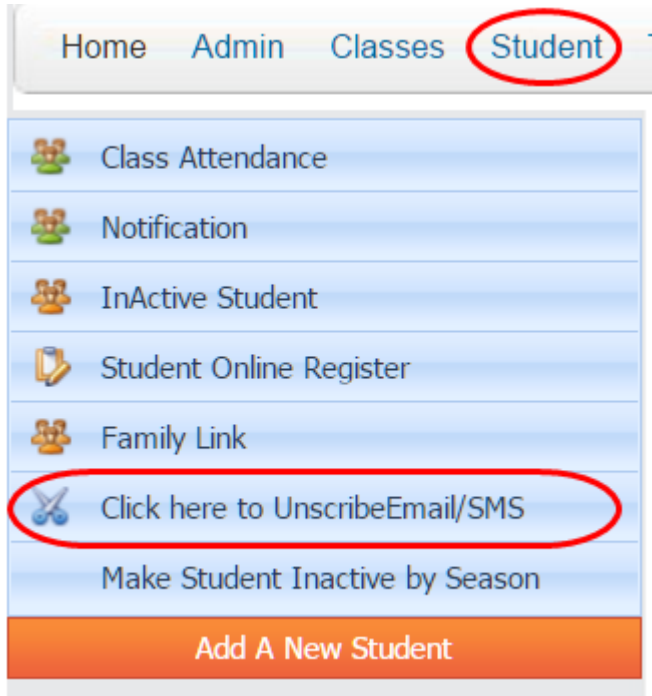 Home Admin Classes Student
Class Attendance
Notification
InActive Student
Student Online Register
Family Link
Click here to UnscribeEmail/SMS
Make Student Inactive by Season
Add A New Student